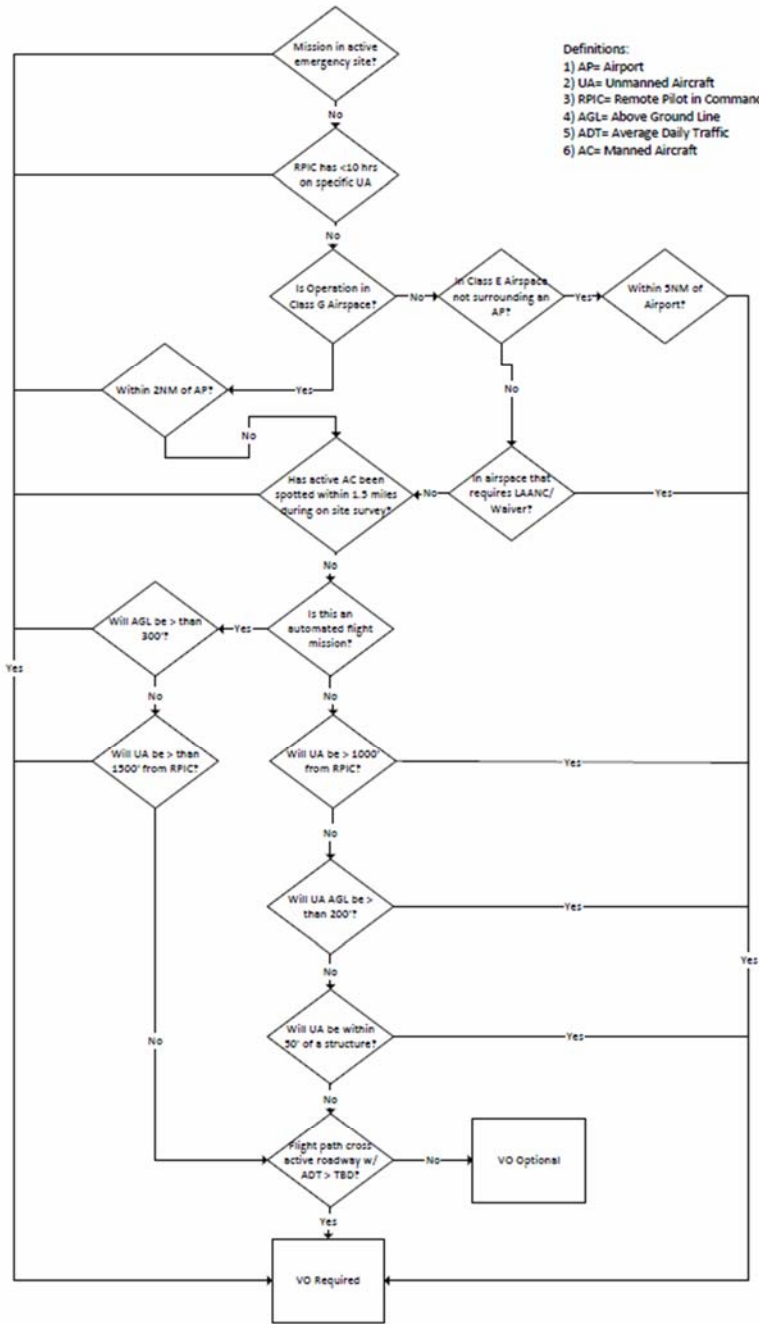 Mission in active
emergency site?
Definitions:
1) AP= Airport
2) UA= Unmanned Aircraft
3) RPIC= Remote Pilot in Command
4) AGL= Above Ground Line
5) ADT= Average Daily Traffic
6) AC= Manned Aircraft
No
RPIC has <10 hrs
on specific UA
No
Is Operation in
Class G Airspace?
No
In Class E Airspace
not surrounding an
AP?
Yes
Within 5NM of
Airport?
Within 2NM of AP?
Yes
No
No
Has active AC been
spotted within 1.5 miles
during on site survey?
No
In airspace that
requires LAANC/
Waiver?
Yes
No
Will AGL be > than
300'?
Yes
Is this an
automated flight
mission?
Yes
No
No
Will UA be > than
1500' from RPIC?
Will UA be > 1000'
from RPIC?
Yes
No
Will UA AGL be >
than 200'?
Yes
Yes
No
No
Will UA be within
50' of a structure?
Yes
No
Flight path cross
active roadway w/
ADT > TBD?
No
VO Optional
Yes
VO Required